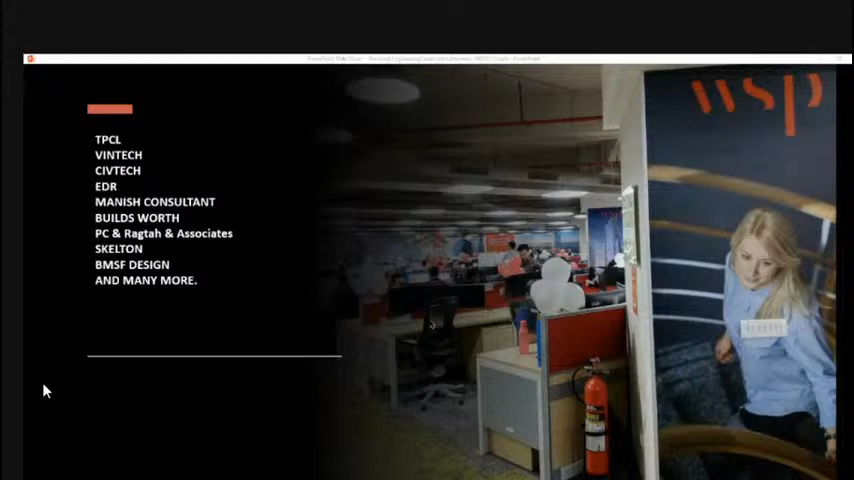 wsp
TPCL
VINTECH
CIVTECH
EDR
MANISH CONSULTANT
BUILDS WORTH
PC & Ragtah & Associates
SKELTON
BMSF DESIGN
AND MANY MORE.